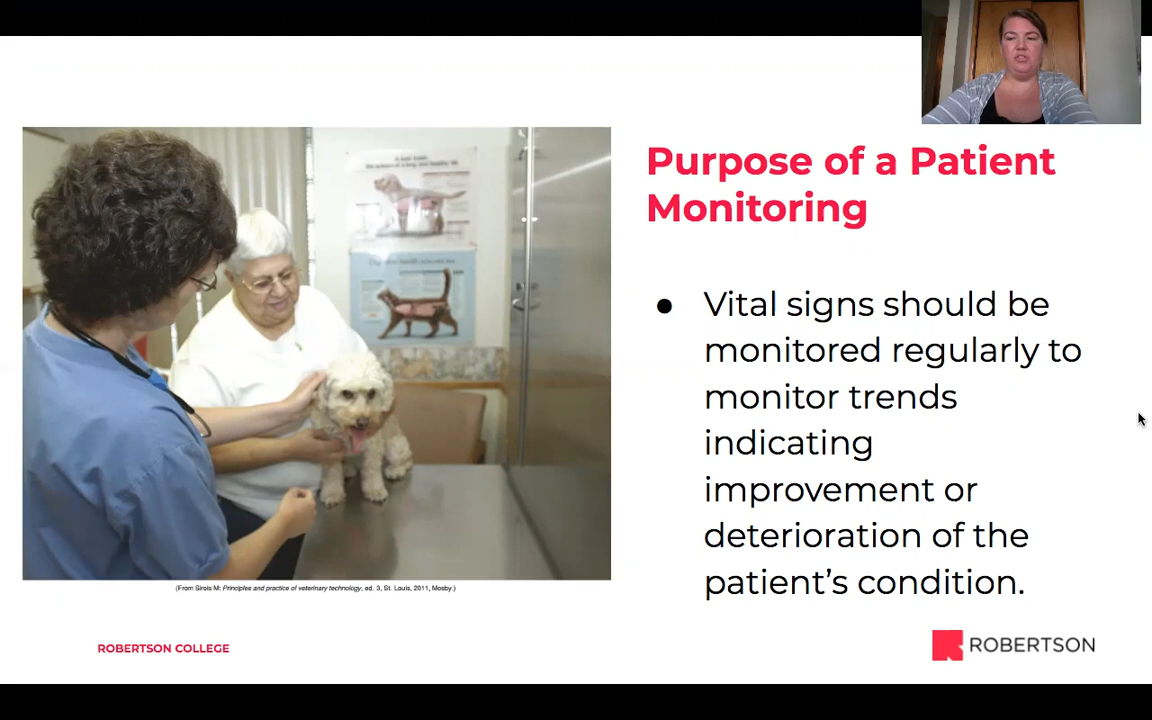 Purpose of a Patient
Monitoring
● Vital signs should be
monitored regularly to
monitor trends
indicating
improvement or
deterioration of the
patient's condition.
(From Sirois M: Principles and practice of veterinary technology, ed. 3, St. Louis, 2011, Mosby.)
ROBERTSON COLLEGE
ROBERTSON